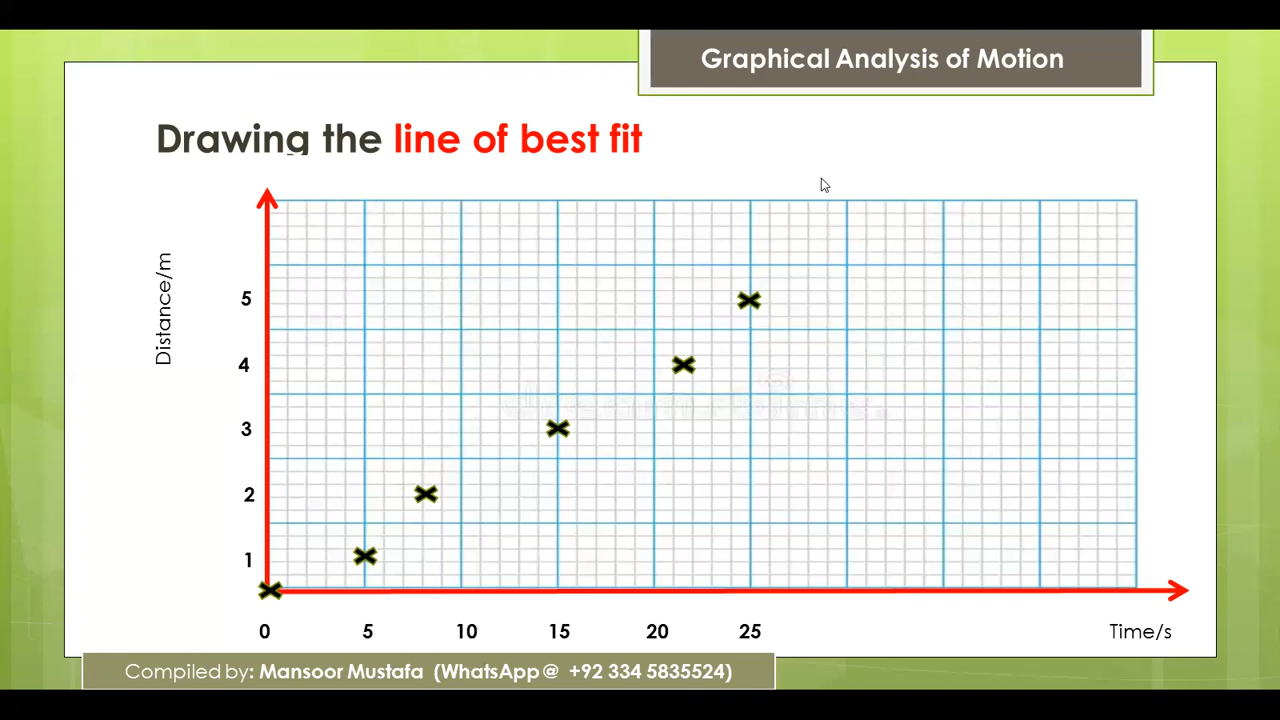 Graphical Analysis of Motion
Drawing the line of best fit
Distance/m
5
4
3
2
1
0 5 10 15 20 25 Time/s
Compiled by: Mansoor Mustafa (WhatsApp@ +92 334 5835524)